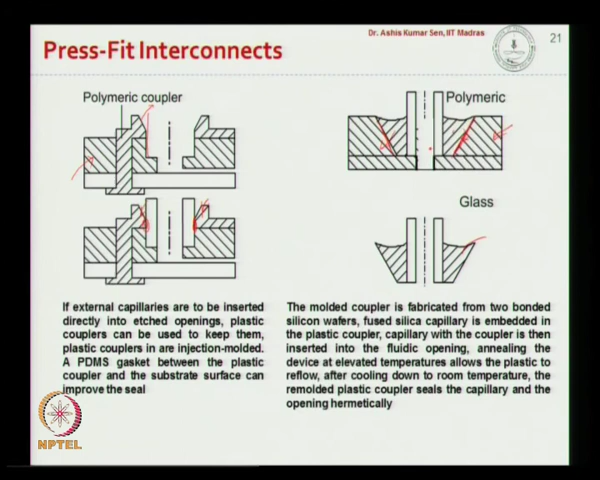 Dr. Ashis Kumar Sen, IIT Madras
21
Press-Fit Interconnects
Polymeric coupler
Polymeric
Glass
If external capillaries are to be inserted
directly into etched openings, plastic
couplers can be used to keep them,
plastic couplers in are injection-molded.
A PDMS gasket between the plastic
coupler and the substrate surface can
improve the seal
The molded coupler is fabricated from two bonded
silicon wafers, fused silica capillary is embedded in
the plastic coupler, capillary with the coupler is then
inserted into the fluidic opening, annealing the
device at elevated temperatures allows the plastic to
reflow, after cooling down to room temperature, the
remolded plastic coupler seals the capillary and the
opening hermetically
NPTEL